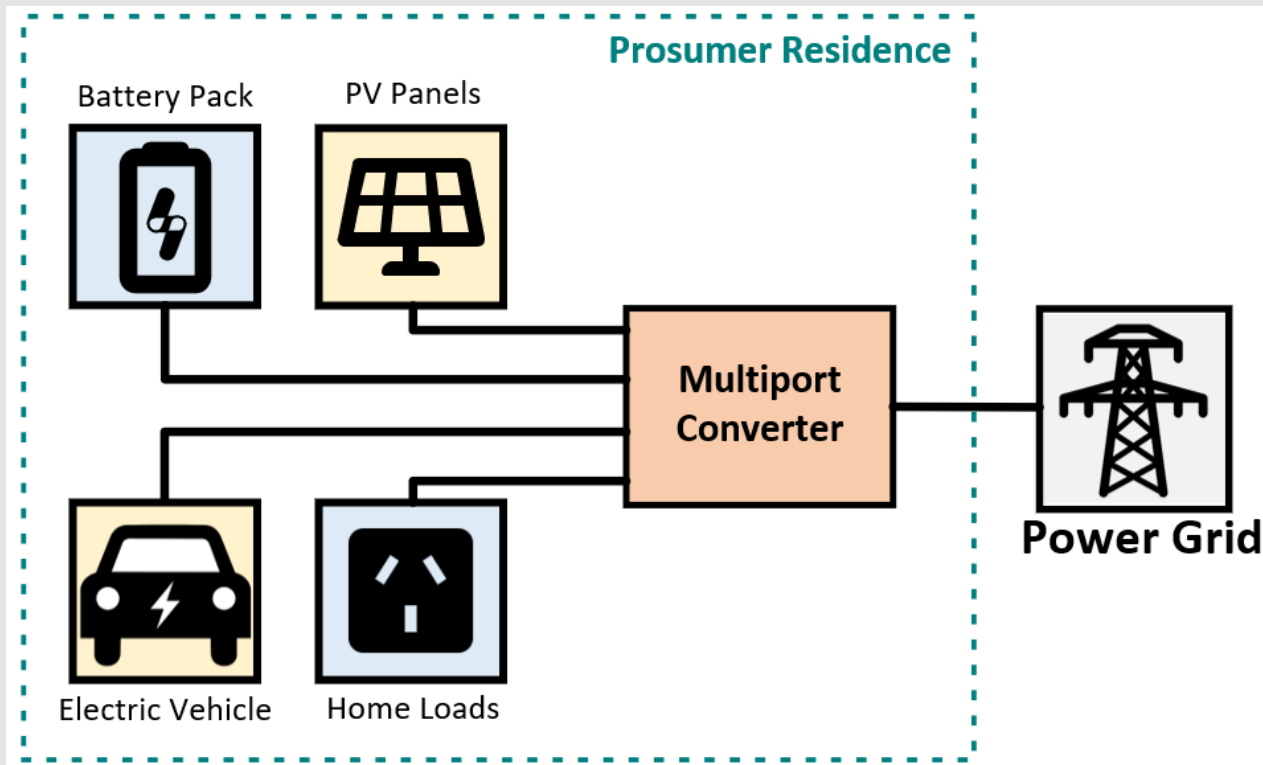 Prosumer Residence
Battery Pack
PV Panels
Multiport
Converter
Power Grid
Electric Vehicle
Home Loads